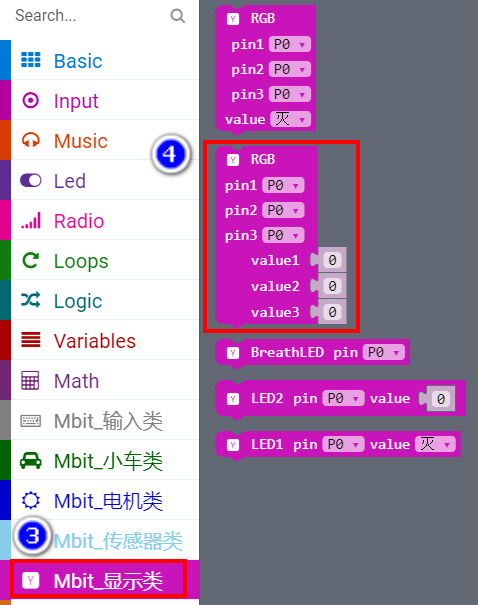 Search...
Basic
Input
Music
Led
Radio
Loops
Logic
Variables
Math
Mbit_输入类
Mbit_小车类
Mbit_电机类
3
Mbit_传感器类
Y Mbit_显示类
Y RGB
pin1 P0
pin2 P0
pin3 P0
value 灭
4
Y RGB
pin1 P0
pin2 P0
pin3 P0
value1 0
value2 0
value3 0
Y BreathLED pin P0
Y LED2 pin P0 value 0
Y LED1 pin P0 value 灭